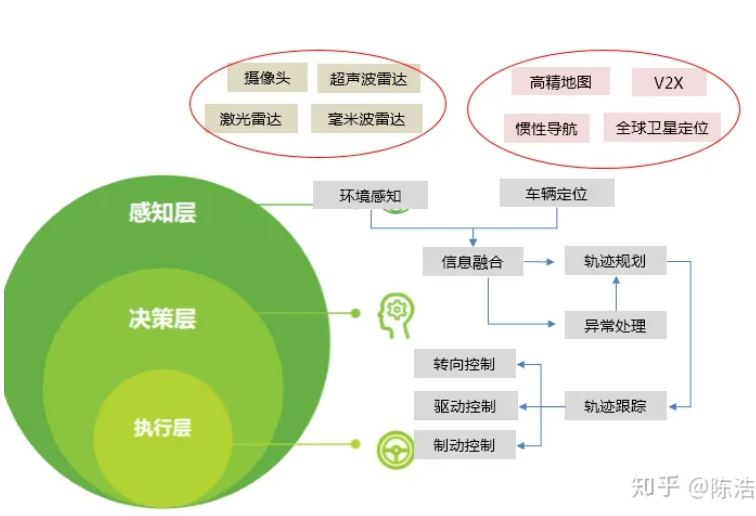 摄像头
超声波雷达
激光雷达
毫米波雷达
高精地图
V2X
惯性导航
全球卫星定位
感知层
环境感知
车辆定位
信息融合
轨迹规划
决策层
异常处理
转向控制
驱动控制
轨迹跟踪
执行层
制动控制
知乎 @陈浩